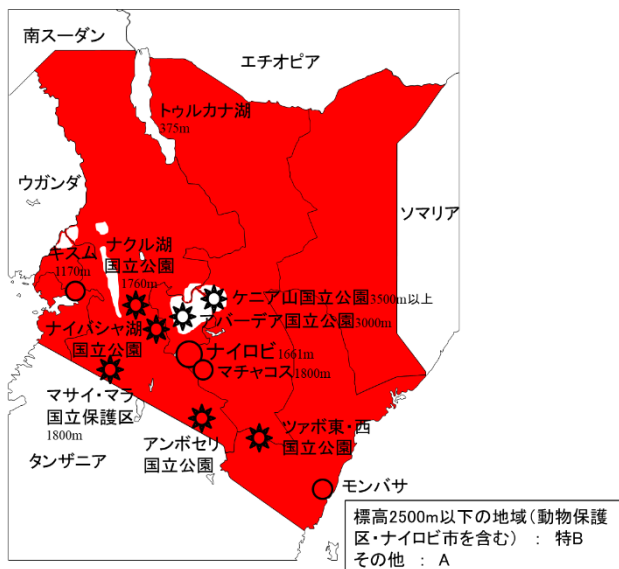 南スーダン
エチオピア
トゥルカナ湖
375m
ウガンダ
ソマリア
キスム
1170m
ナクル湖
国立公園
1760m
ケニア山国立公園3500m以上
アバーデア国立公園3000m
ナイバシャ湖
国立公園
ナイロビ1661m
マチャコス1800m
マサイ・マラ
国立保護区
1800m
アンボセリ
国立公園
ツァボ東・西
国立公園
タンザニア
モンバサ
標高2500m以下の地域(動物保護
区・ナイロビ市を含む) : 特B
その他 : A